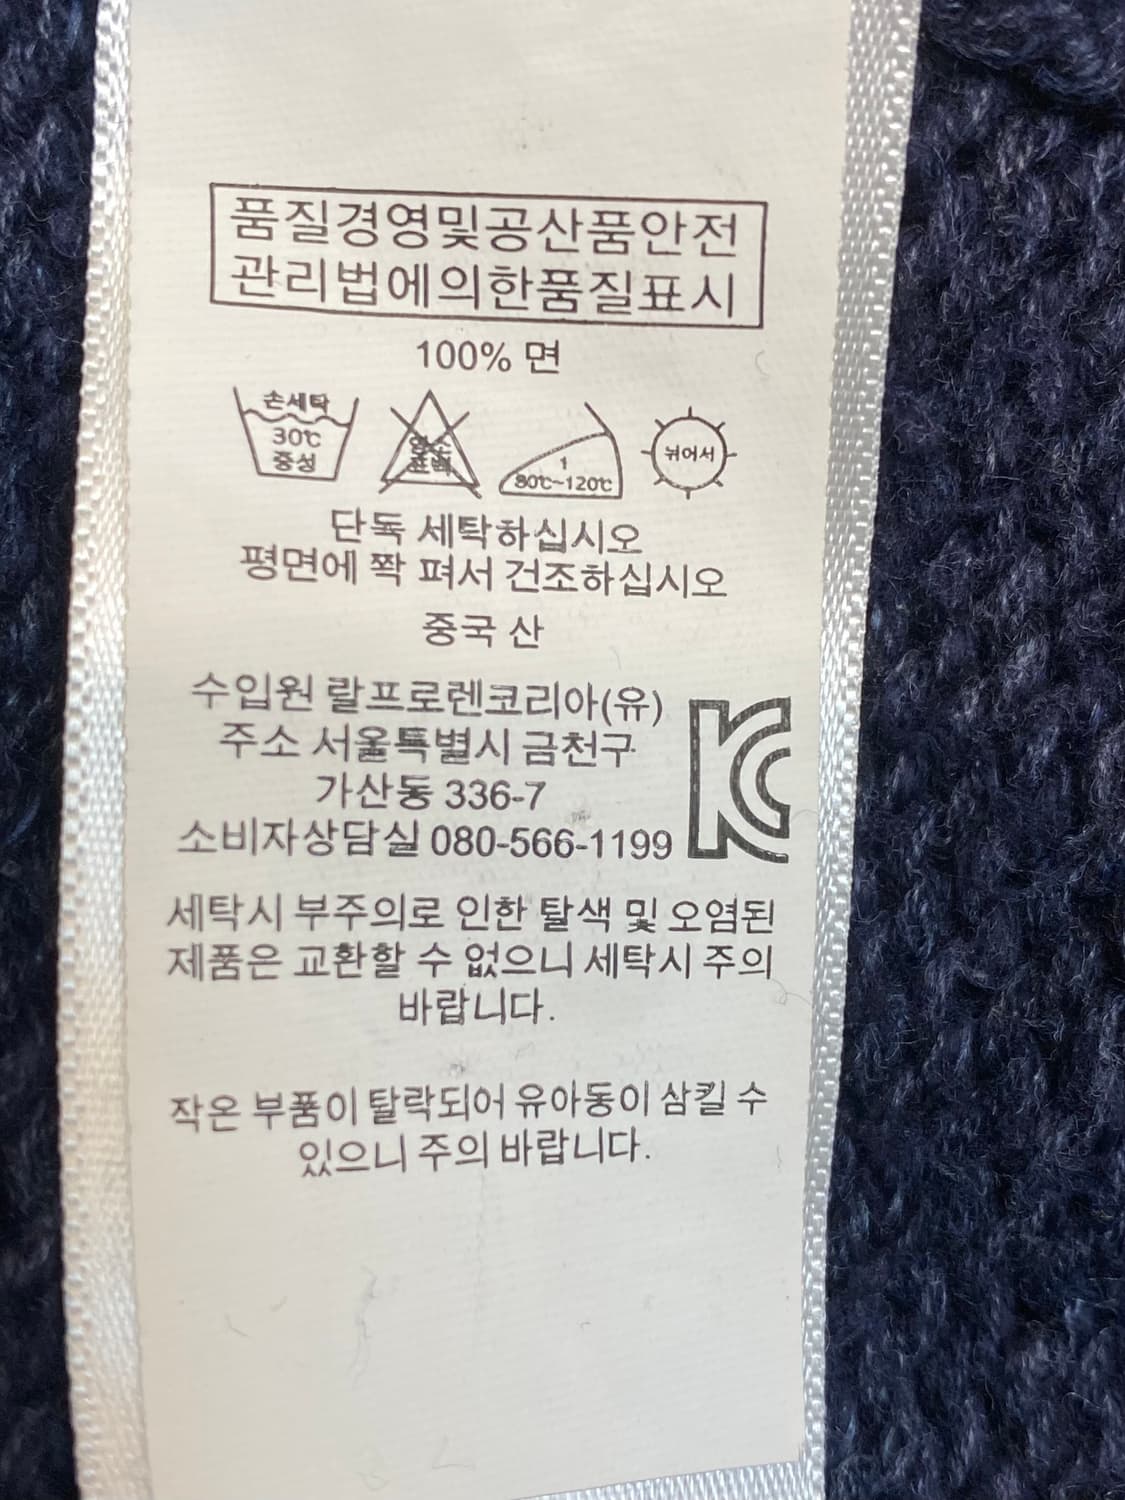 품질경영및공산품안전
관리법에의한품질표시
100% 면
손세탁
30℃
중성
염소
표백
1
80℃~120℃
뉘어서
단독 세탁하십시오
평면에 쫙 펴서 건조하십시오
중국 산
수입원 랄프로렌코리아(유)
주소 서울특별시 금천구
가산동 336-7
소비자상담실 080-566-1199
KC
세탁시 부주의로 인한 탈색 및 오염된
제품은 교환할 수 없으니 세탁시 주의
바랍니다.
작은 부품이 탈락되어 유아동이 삼킬 수
있으니 주의 바랍니다.